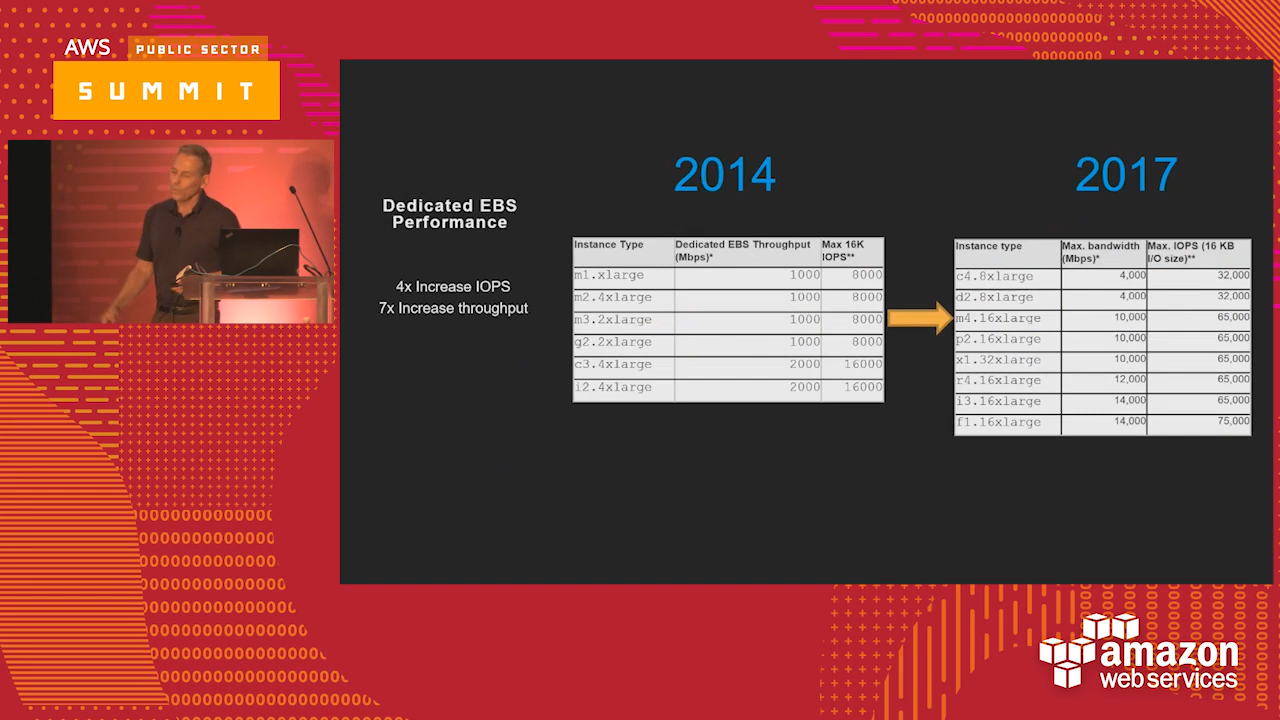 AWS PUBLIC SECTOR
SUMMIT
Dedicated EBS
Performance
4x Increase IOPS
7x Increase throughput
2014
Instance Type Dedicated EBS Throughput (Mbps)* Max 16K IOPS**
m1.xlarge 1000 8000
m2.4xlarge 1000 8000
m3.2xlarge 1000 8000
g2.2xlarge 1000 8000
c3.4xlarge 2000 16000
i2.4xlarge 2000 16000
2017
Instance type Max. bandwidth (Mbps)* Max. IOPS (16 KB I/O size)**
c4.8xlarge 4,000 32,000
d2.8xlarge 4,000 32,000
m4.16xlarge 10,000 65,000
p2.16xlarge 10,000 65,000
x1.32xlarge 10,000 65,000
r4.16xlarge 12,000 65,000
i3.16xlarge 14,000 65,000
f1.16xlarge 14,000 75,000
amazon
web services